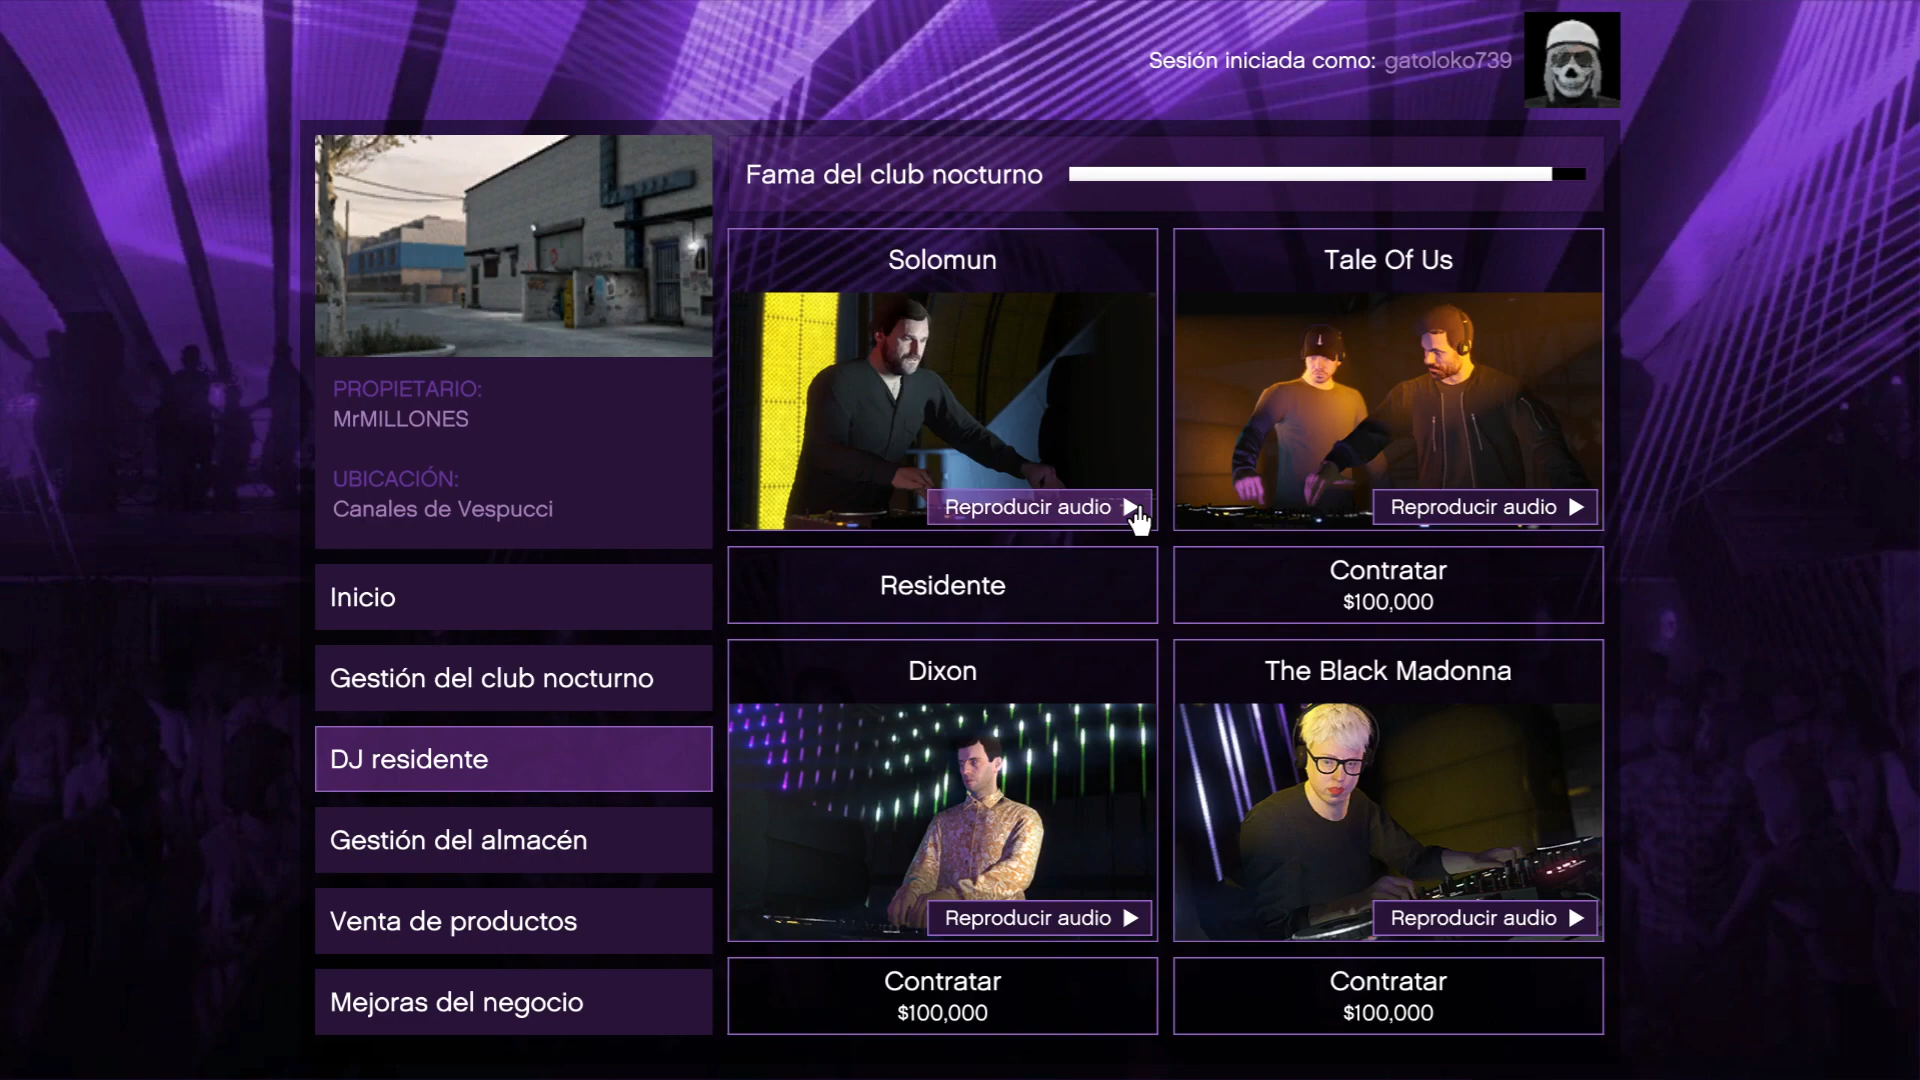 Sesión iniciada como: gatoloko739
Fama del club nocturno
PROPIETARIO:
MrMILLONES
UBICACIÓN:
Canales de Vespucci
Inicio
Gestión del club nocturno
DJ residente
Gestión del almacén
Venta de productos
Mejoras del negocio
Solomun
Reproducir audio
Residente
Tale Of Us
Reproducir audio
Contratar
$100,000
Dixon
Reproducir audio
Contratar
$100,000
The Black Madonna
Reproducir audio
Contratar
$100,000